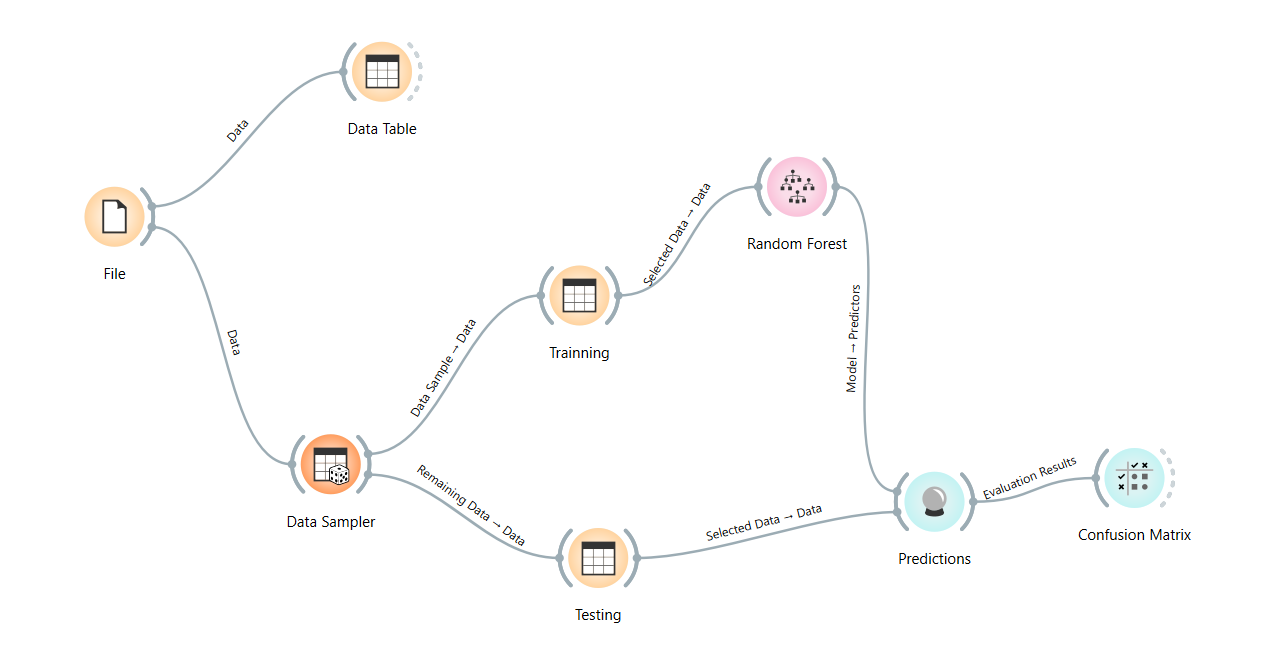 Data
Data Table
File
Data
Selected Data → Data
Random Forest
Trainning
Data Sample → Data
Model → Predictors
Data Sampler
Remaining Data → Data
Testing
Selected Data → Data
Predictions
Evaluation Results
Confusion Matrix